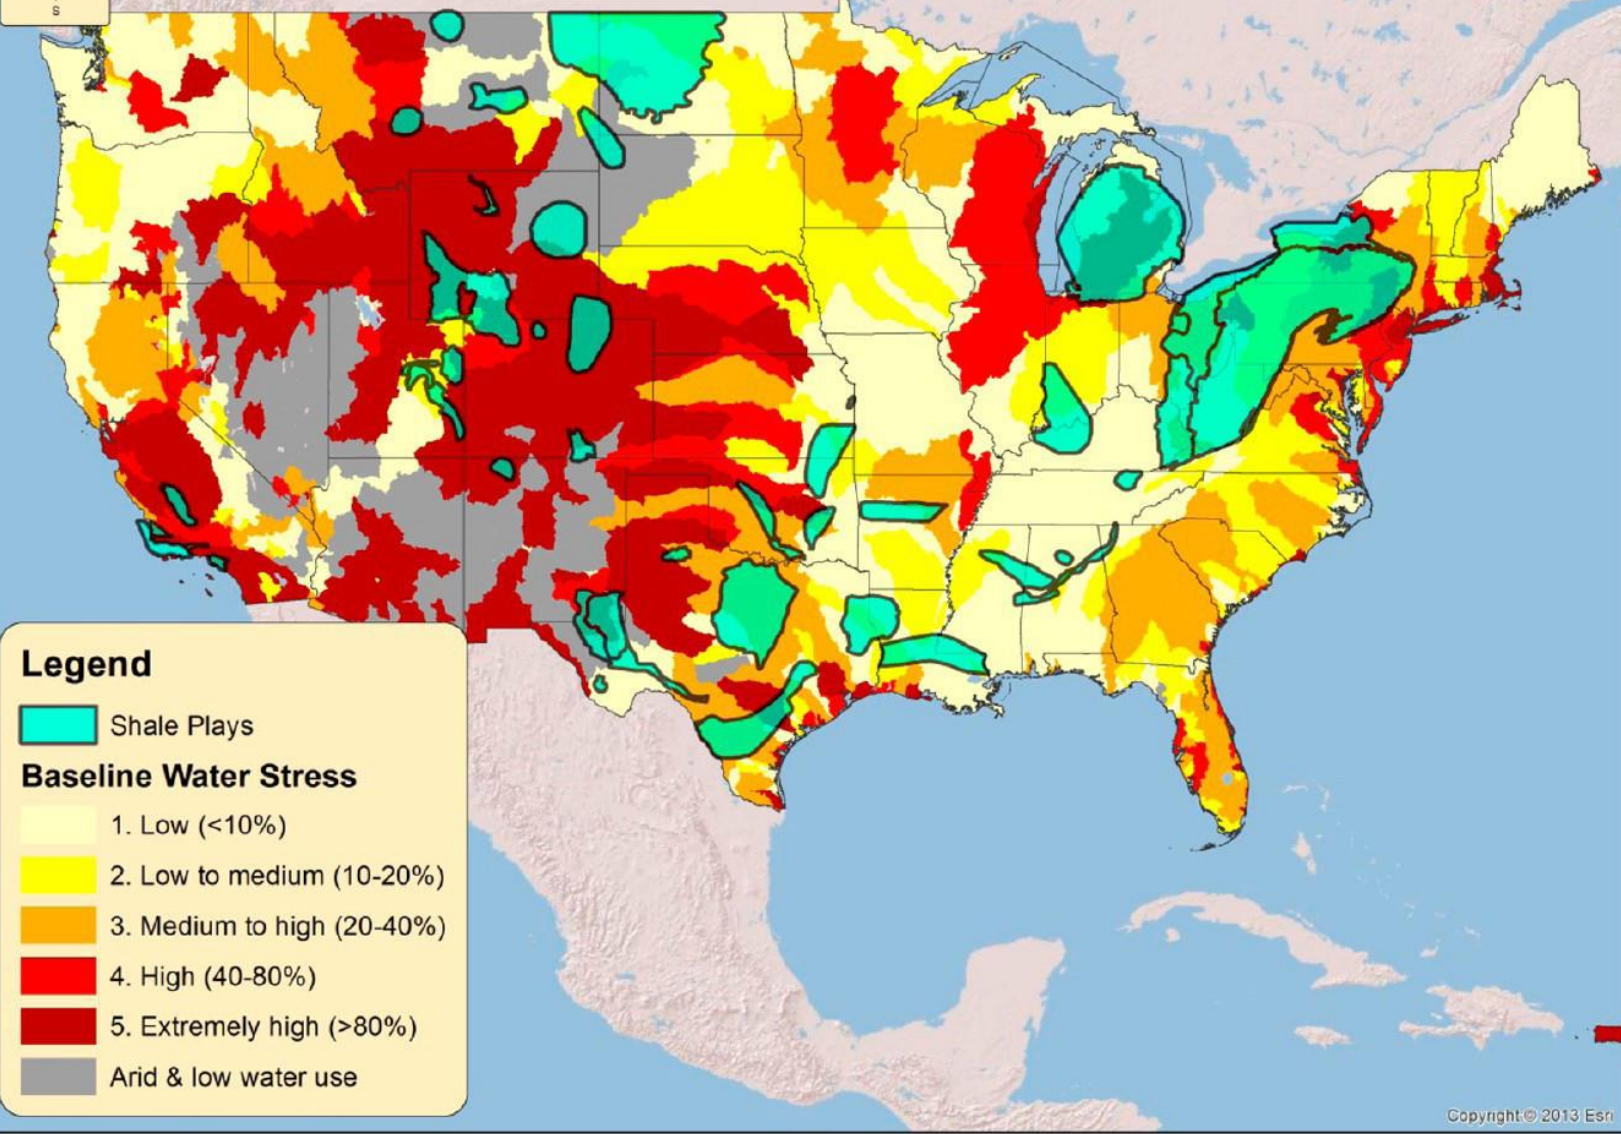 s
Legend
Shale Plays
Baseline Water Stress
1. Low (<10%)
2. Low to medium (10-20%)
3. Medium to high (20-40%)
4. High (40-80%)
5. Extremely high (>80%)
Arid & low water use
Copyright:© 2013 Esri